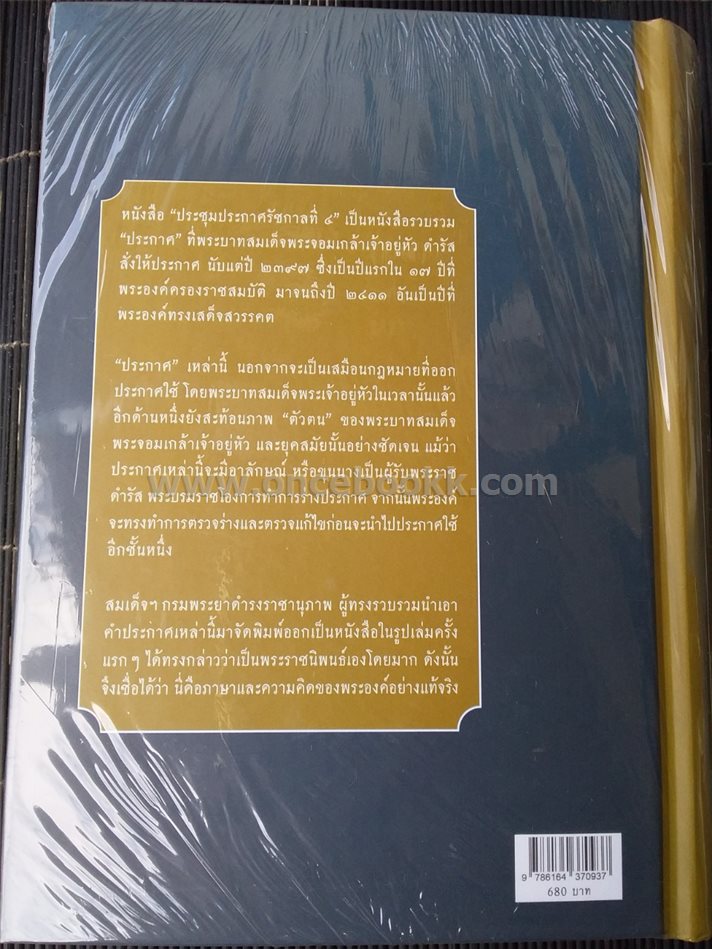 หนังสือ “ประชุมประกาศรัชกาลที่ ๔” เป็นหนังสือรวบรวม
“ประกาศ” ที่พระบาทสมเด็จพระจอมเกล้าเจ้าอยู่หัว ดำรัส
สั่งให้ประกาศ นับแต่ปี ๒๓๙๗ ซึ่งเป็นปีแรกใน ๑๗ ปีที่
พระองค์ครองราชสมบัติ มาจนถึงปี ๒๔๑๑ อันเป็นปีที่
พระองค์ทรงเสด็จสวรรคต
“ประกาศ” เหล่านี้ นอกจากจะเป็นเสมือนกฎหมายที่ออก
ประกาศใช้ โดยพระบาทสมเด็จพระเจ้าอยู่หัวในเวลานั้นแล้ว
อีกด้านหนึ่งยังสะท้อนภาพ “ตัวตน” ของพระบาทสมเด็จ
พระจอมเกล้าเจ้าอยู่หัว และยุคสมัยนั้นอย่างชัดเจน แม้ว่า
ประกาศเหล่านี้จะมีอาลักษณ์ หรือขุนนางเป็นผู้รับพระราช
ดำรัส พระบรมราชโองการทำการร่างประกาศ จากนั้นพระองค์
จะทรงทำการตรวจร่างและตรวจแก้ไขก่อนจะนำไปประกาศใช้
อีกชั้นหนึ่ง
สมเด็จฯ กรมพระยาดำรงราชานุภาพ ผู้ทรงรวบรวมนำเอา
คำประกาศเหล่านี้มาจัดพิมพ์ออกเป็นหนังสือในรูปเล่มครั้ง
แรก ๆ ได้ทรงกล่าวว่าเป็นพระราชนิพนธ์เองโดยมาก ดังนั้น
จึงเชื่อได้ว่า นี่คือภาษาและความคิดของพระองค์อย่างแท้จริง
www.oncebookk.com
9 786164 370937
680 บาท